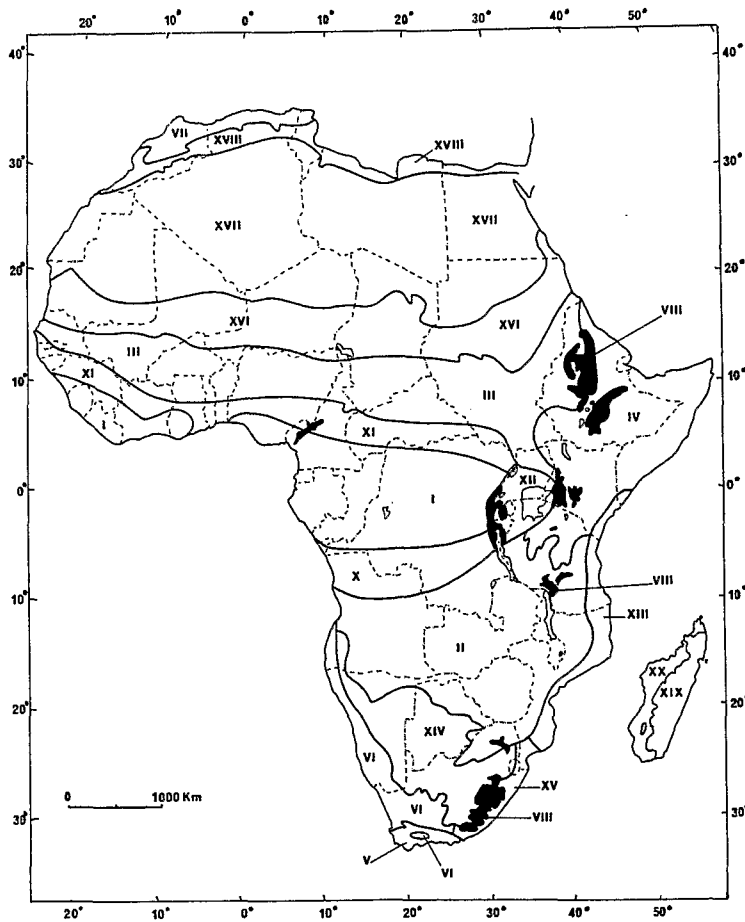 20° 10° 0° 10° 20° 30° 40° 50°
40° 40°
VII XVIII XVIII
30° 30°
XVII XVII
20° 20°
XVI XVI VIII
III
10° XI III IV 10°
I XI
XII
0° I 0°
X VIII
10° XIII 10°
II XX
XIX
20° 20°
XIV
VI
0 1000 Km XV
VI
30° VIII 30°
V VI
20° 10° 0° 10° 20° 30° 40° 50°